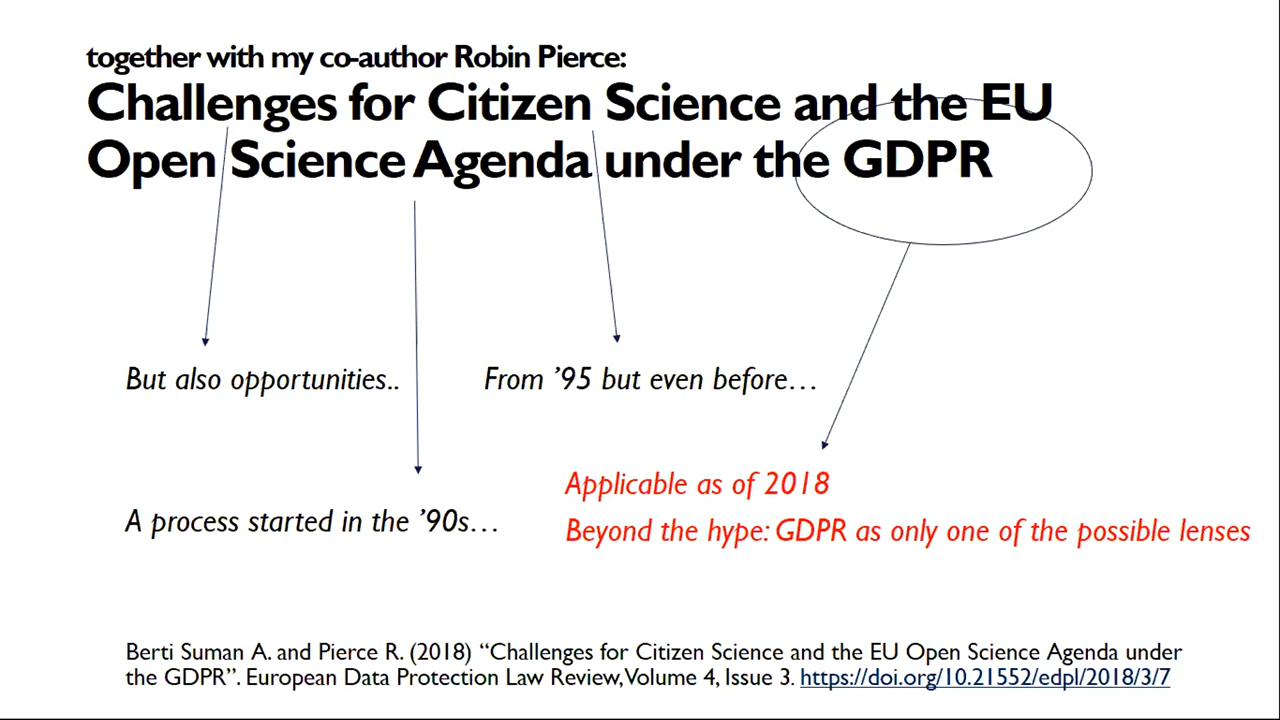 together with my co-author Robin Pierce:
Challenges for Citizen Science and the EU
Open Science Agenda under the GDPR
But also opportunities..
From ’95 but even before…
Applicable as of 2018
A process started in the ’90s…
Beyond the hype: GDPR as only one of the possible lenses
Berti Suman A. and Pierce R. (2018) “Challenges for Citizen Science and the EU Open Science Agenda under
the GDPR”. European Data Protection Law Review, Volume 4, Issue 3. https://doi.org/10.21552/edpl/2018/3/7